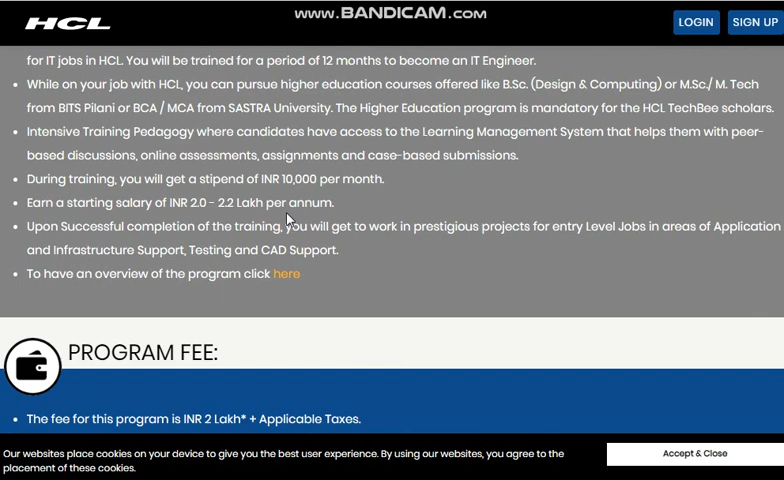 www.BANDICAM.com
HCL
LOGIN
SIGN UP
for IT jobs in HCL. You will be trained for a period of 12 months to become an IT Engineer.
• While on your job with HCL, you can pursue higher education courses offered like B.Sc. (Design & Computing) or M.Sc./ M. Tech
from BITS Pilani or BCA / MCA from SASTRA University. The Higher Education program is mandatory for the HCL TechBee scholars.
• Intensive Training Pedagogy where candidates have access to the Learning Management System that helps them with peer-
based discussions, online assessments, assignments and case-based submissions.
• During training, you will get a stipend of INR 10,000 per month.
• Earn a starting salary of INR 2.0 - 2.2 Lakh per annum.
• Upon Successful completion of the training, you will get to work in prestigious projects for entry Level Jobs in areas of Application
and Infrastructure Support, Testing and CAD Support.
• To have an overview of the program click here
PROGRAM FEE:
• The fee for this program is INR 2 Lakh* + Applicable Taxes.
Our websites place cookies on your device to give you the best user experience. By using our websites, you agree to the
placement of these cookies.
Accept & Close